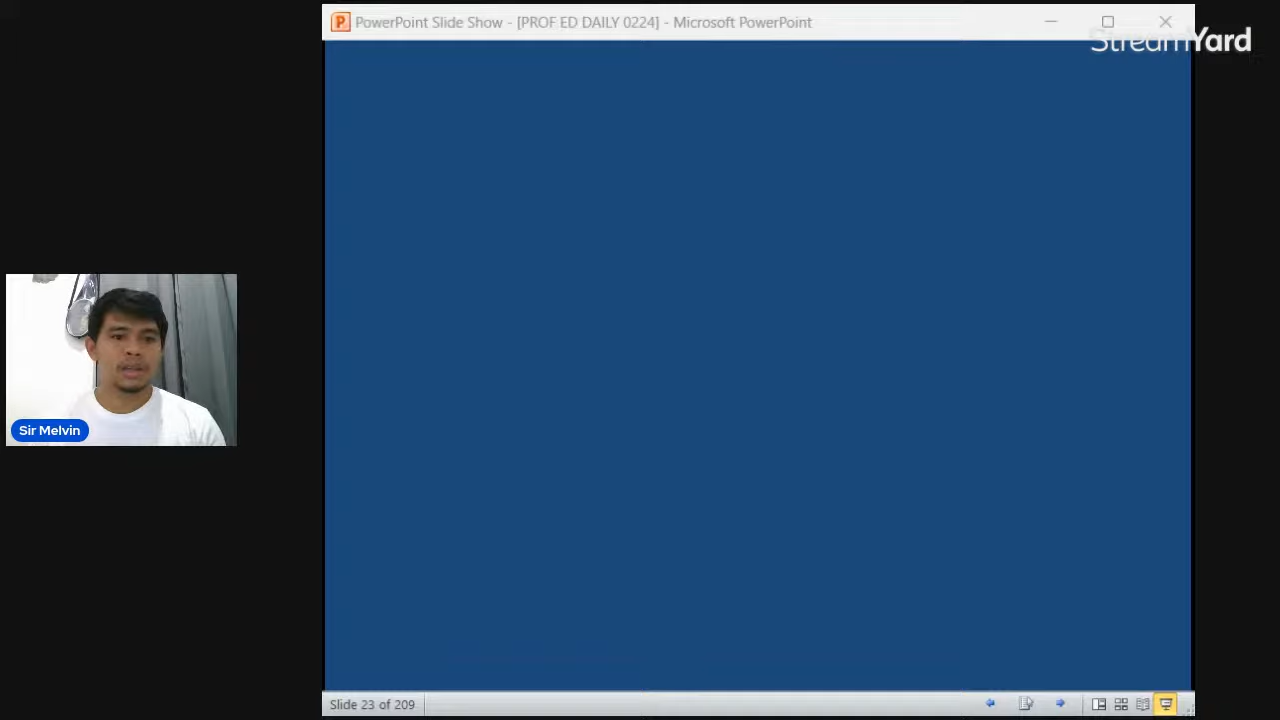 PowerPoint Slide Show - [PROF ED DAILY 0224] - Microsoft PowerPoint
StreamYard
Sir Melvin
Slide 23 of 209